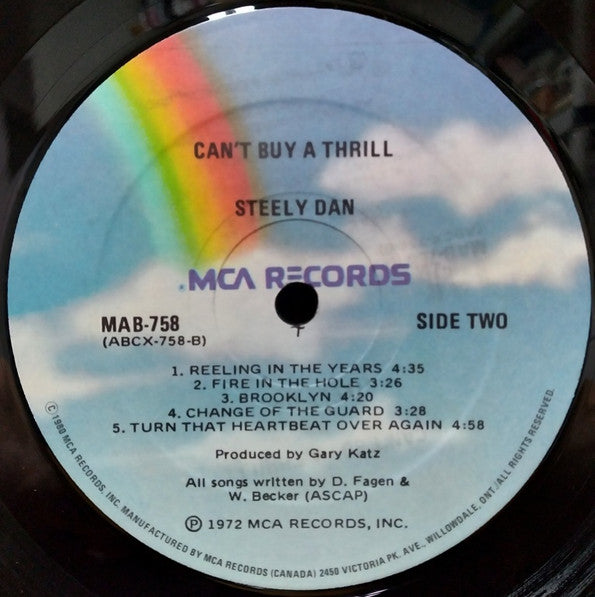 CAN'T BUY A THRILL
STEELY DAN
MCA RECORDS
MAB-758
(ABCX-758-B)
SIDE TWO
1. REELING IN THE YEARS 4:35
2. FIRE IN THE HOLE 3:26
3. BROOKLYN 4:20
4. CHANGE OF THE GUARD 3:28
5. TURN THAT HEARTBEAT OVER AGAIN 4:58
Produced by Gary Katz
All songs written by D. Fagen &
W. Becker (ASCAP)
Ⓟ 1972 MCA RECORDS, INC.
© 1980 MCA RECORDS, INC. MANUFACTURED BY MCA RECORDS (CANADA) 2450 VICTORIA PK. AVE., WILLOWDALE, ONT./ALL RIGHTS RESERVED.